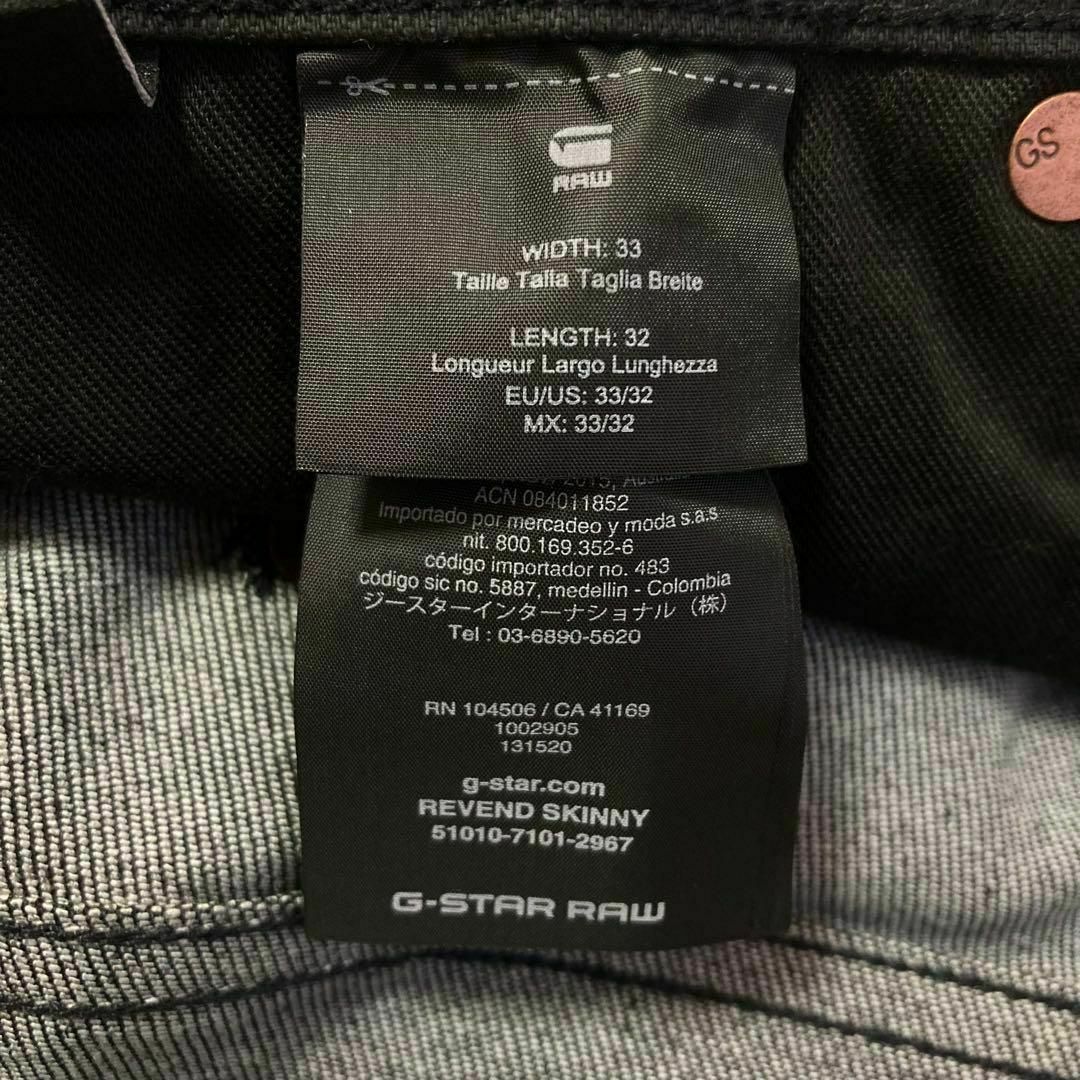 RAW
WIDTH: 33
Taille Talla Taglia Breite
LENGTH: 32
Longueur Largo Lunghezza
EU/US: 33/32
MX: 33/32
ACN 084011852
Importado por mercadeo y moda s.a.s
nit. 800.169.352-6
código importador no. 483
código sic no. 5887, medellin - Colombia
ジースターインターナショナル (株)
Tel : 03-6890-5620
RN 104506 / CA 41169
1002905
131520
g-star.com
REVEND SKINNY
51010-7101-2967
G-STAR RAW
GS